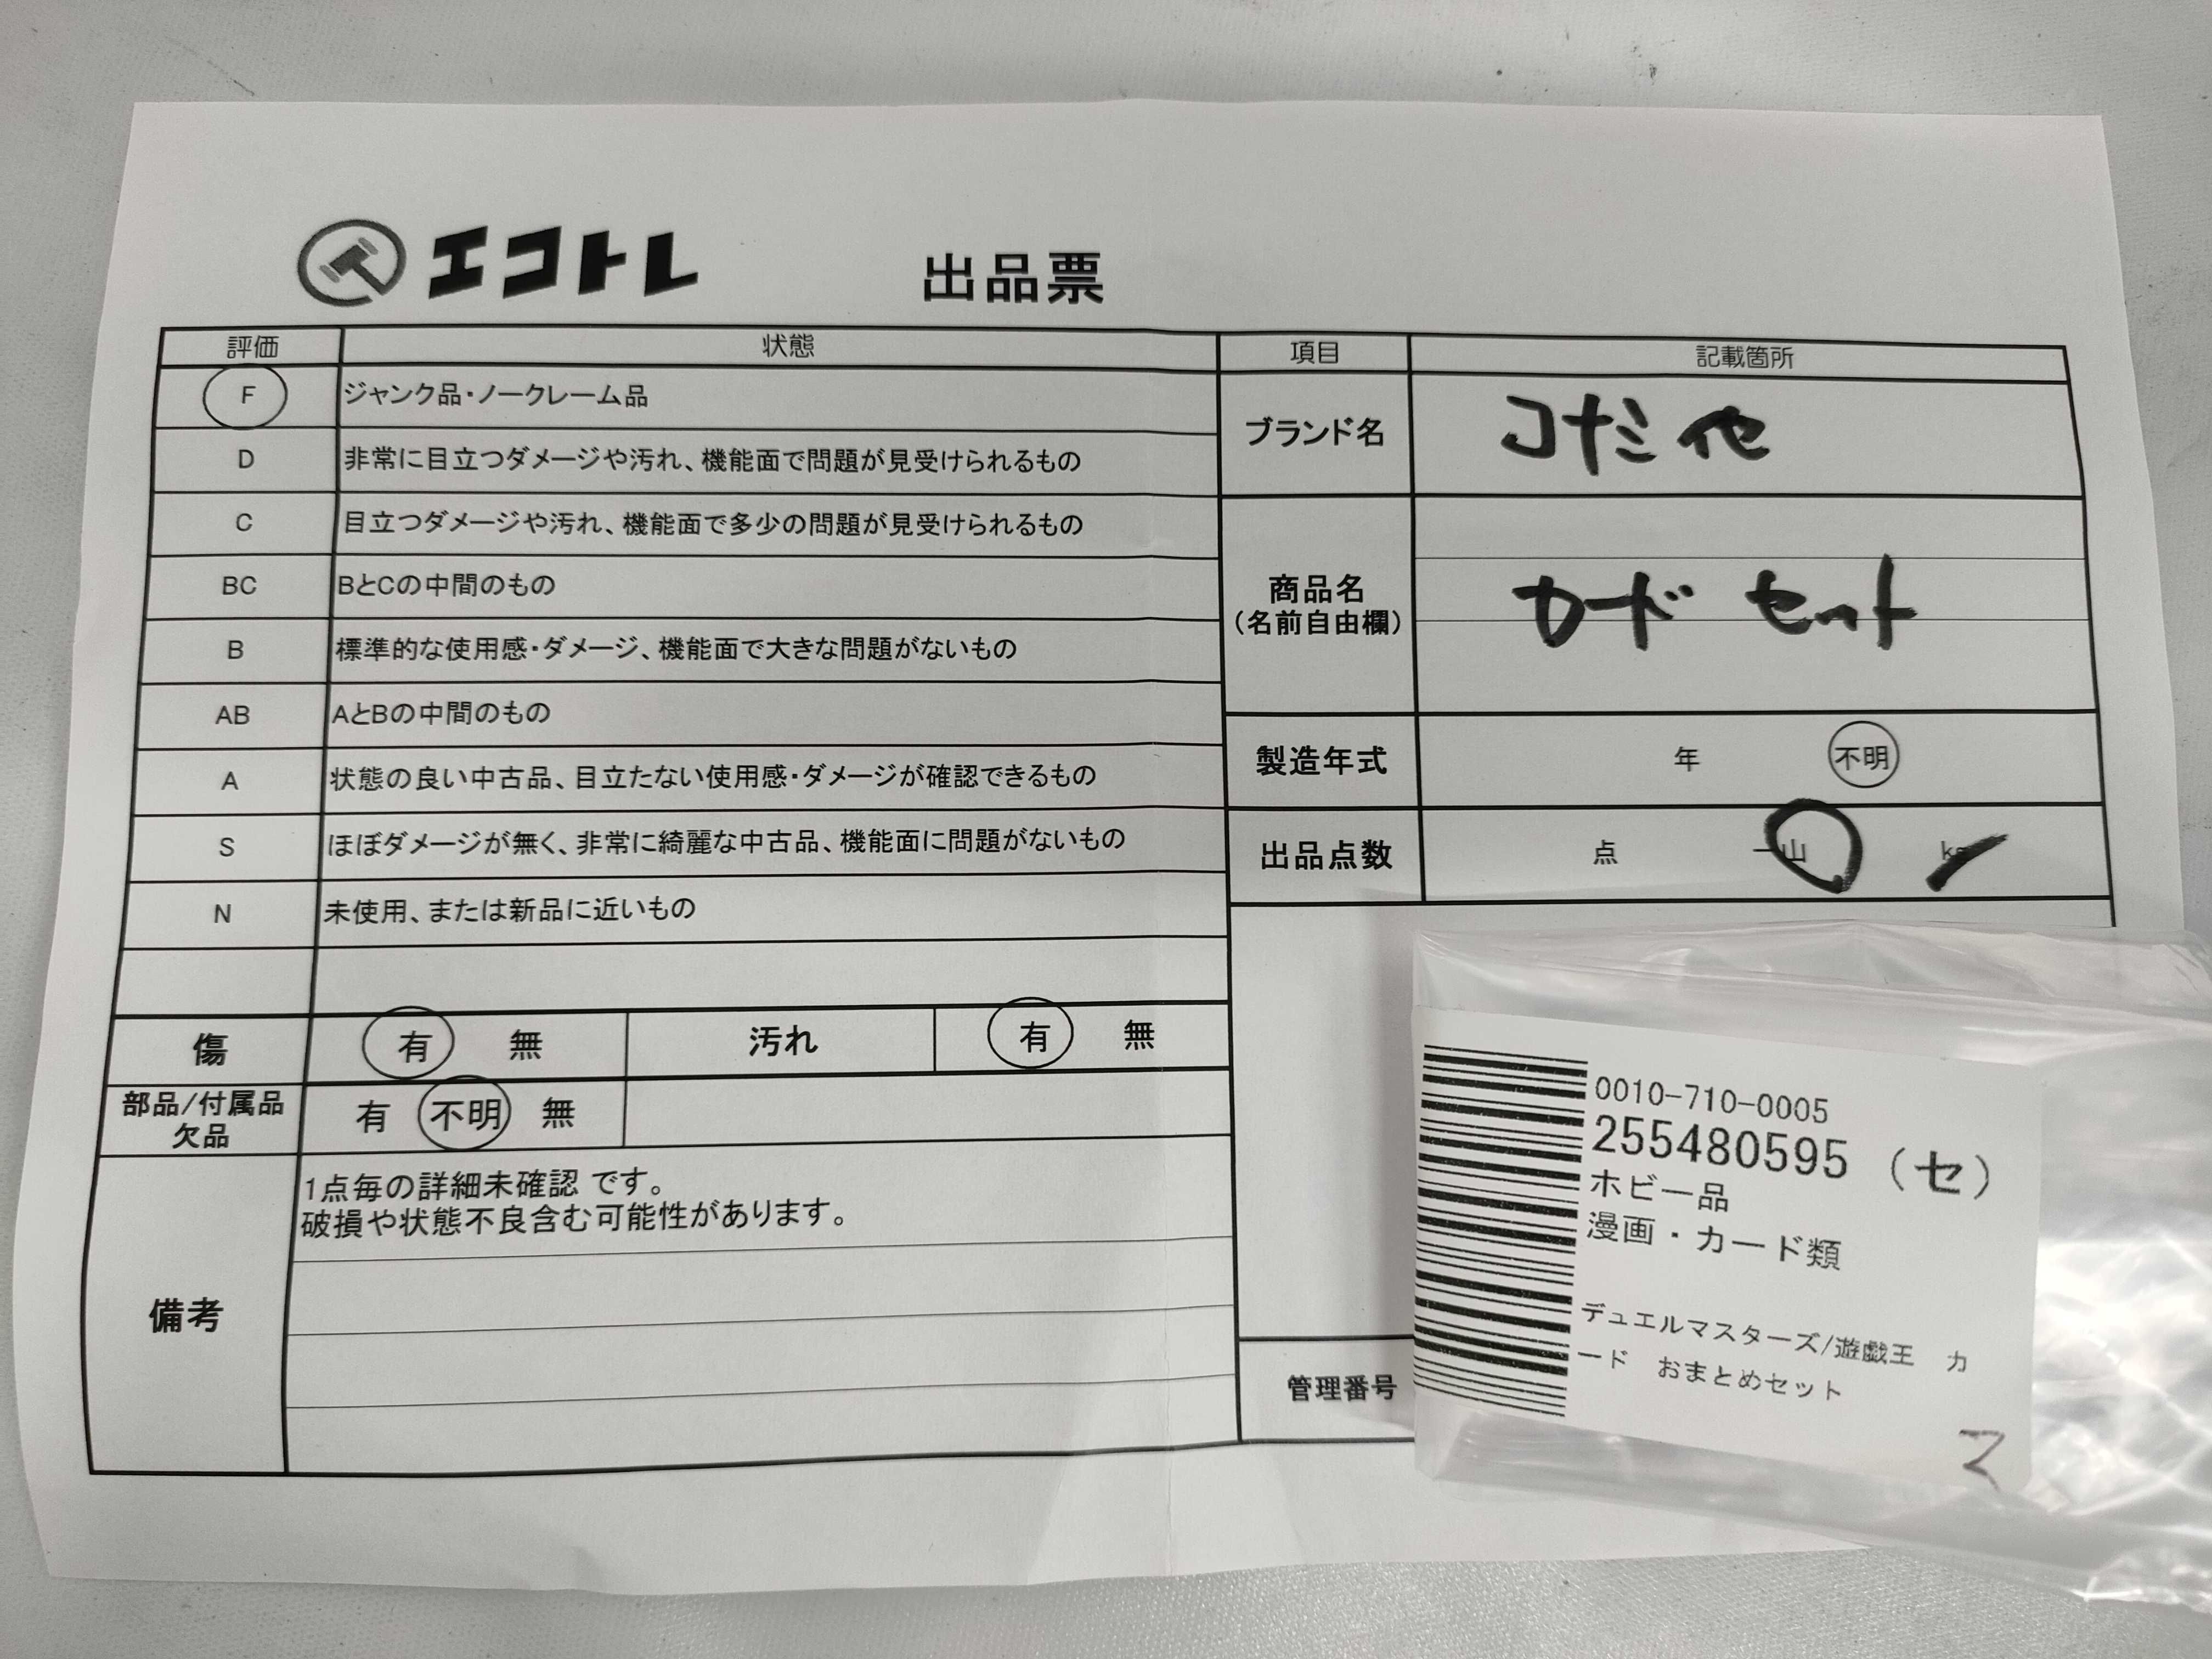 エコトレ
出品票
評価 状態
F ジャンク品・ノークレーム品
D 非常に目立つダメージや汚れ、機能面で問題が見受けられるもの
C 目立つダメージや汚れ、機能面で多少の問題が見受けられるもの
BC BとCの中間のもの
B 標準的な使用感・ダメージ、機能面で大きな問題がないもの
AB AとBの中間のもの
A 状態の良い中古品、目立たない使用感・ダメージが確認できるもの
S ほぼダメージが無く、非常に綺麗な中古品、機能面に問題がないもの
N 未使用、または新品に近いもの
傷 有 無 汚れ 有 無
部品/付属品
欠品
有 不明 無
備考
1点毎の詳細未確認 です。
破損や状態不良含む可能性があります。
項目 記載箇所
ブランド名 コナミ 他
商品名
(名前自由欄)
カード セット
製造年式 年 不明
出品点数 点 一山 kg
管理番号
0010-710-0005
255480595 (セ)
ホビー品
漫画・カード類
デュエルマスターズ/遊戯王 カ
ード おまとめセット